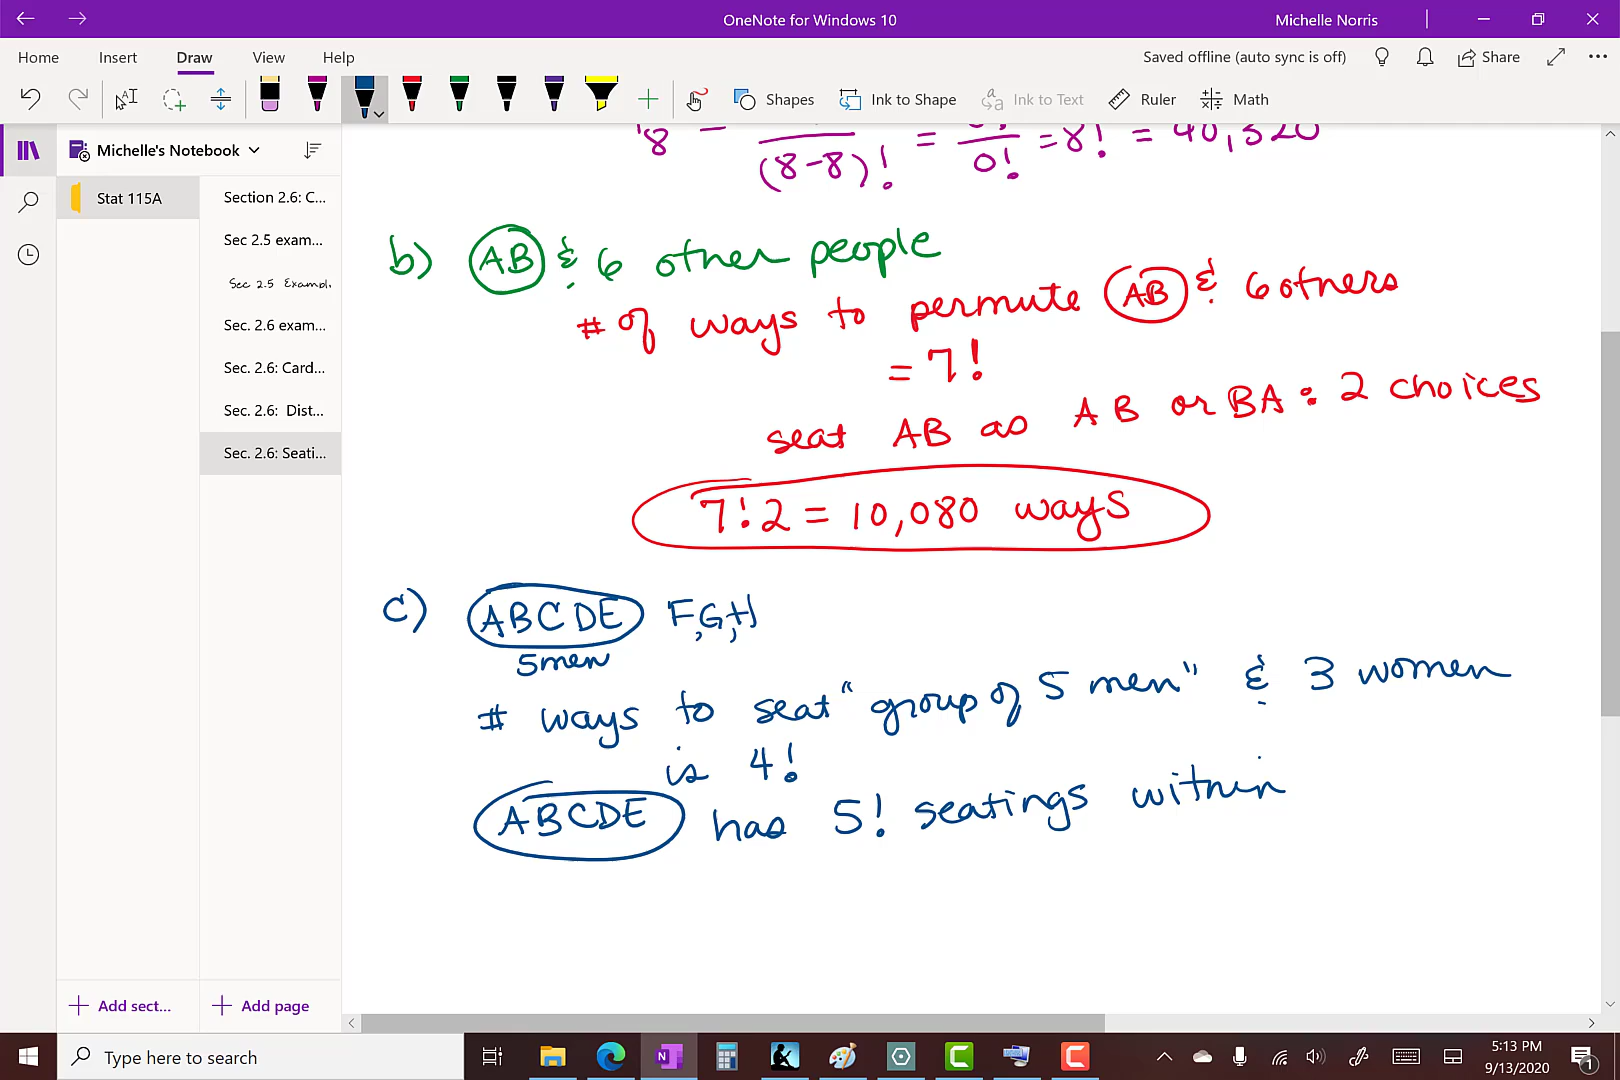 OneNote for Windows 10
Michelle Norris
Home Insert Draw View Help
Saved offline (auto sync is off) Share
Shapes Ink to Shape Ink to Text Ruler Math
Michelle's Notebook
Stat 115A
Section 2.6: C...
Sec 2.5 exam...
Sec 2.5 Exampl
Sec. 2.6 exam...
Sec. 2.6: Card...
Sec. 2.6: Dist...
Sec. 2.6: Seati...
Add sect... Add page
8 = (8-8)! = 0! = 8! = 40,320
b) AB & 6 other people
# of ways to permute AB & 6 others
= 7!
seat AB as AB or BA: 2 choices
7! 2 = 10,080 ways
c) ABCDE F, G, H
5 men
# ways to seat "group of 5 men" & 3 women
is 4!
ABCDE has 5! seatings within
Type here to search
5:13 PM
9/13/2020
1